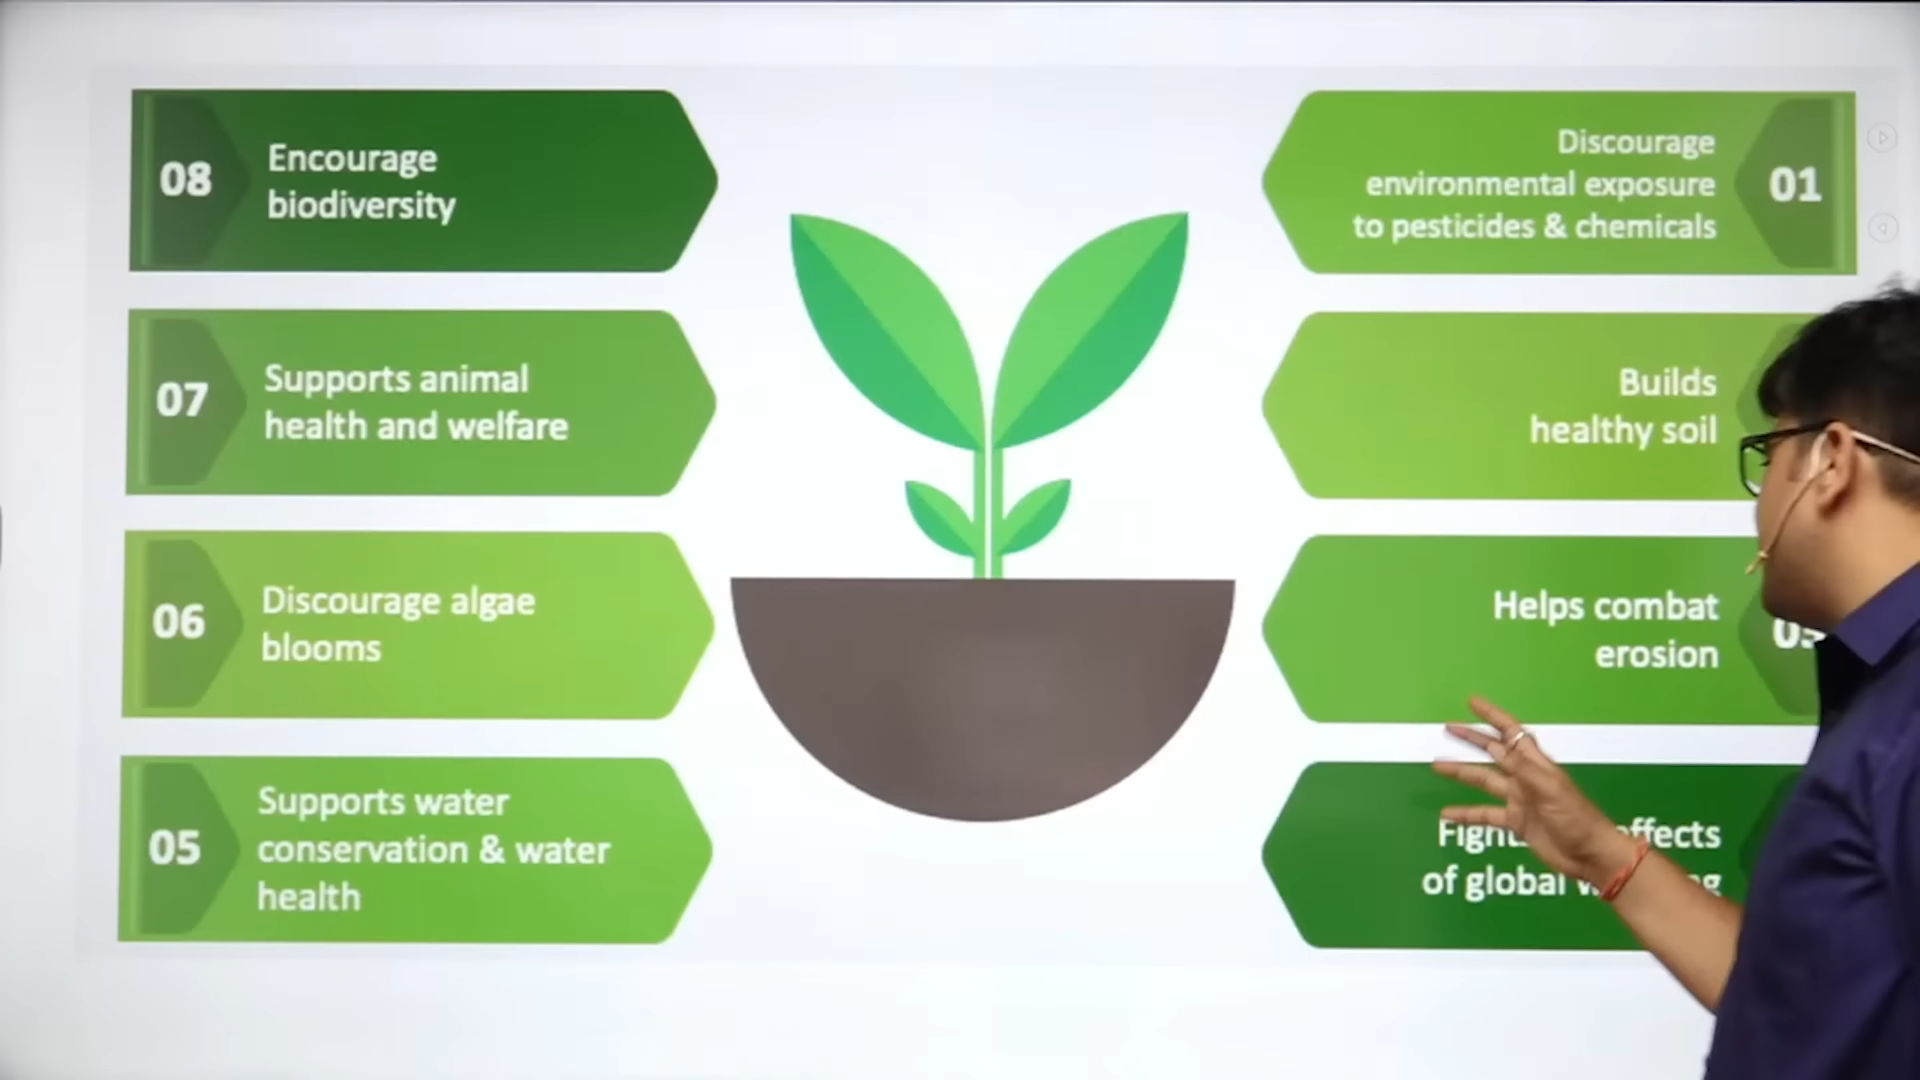 08
Encourage
biodiversity
07
Supports animal
health and welfare
06
Discourage algae
blooms
05
Supports water
conservation & water
health
Discourage
environmental exposure
to pesticides & chemicals
01
Builds
healthy soil
Helps combat
erosion
of global